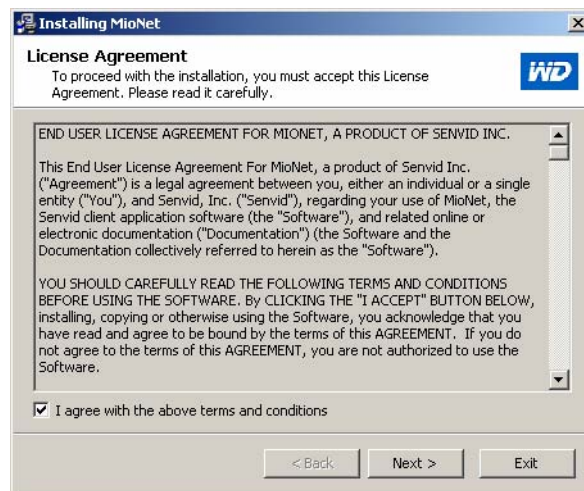 Installing MioNet
License Agreement
To proceed with the installation, you must accept this License
Agreement. Please read it carefully.
WD
END USER LICENSE AGREEMENT FOR MIONET, A PRODUCT OF SENVID INC.
This End User License Agreement For MioNet, a product of Senvid Inc.
("Agreement") is a legal agreement between you, either an individual or a single
entity ("You"), and Senvid, Inc. ("Senvid"), regarding your use of MioNet, the
Senvid client application software (the "Software"), and related online or
electronic documentation ("Documentation") (the Software and the
Documentation collectively referred to herein as the "Software").
YOU SHOULD CAREFULLY READ THE FOLLOWING TERMS AND CONDITIONS
BEFORE USING THE SOFTWARE. By CLICKING THE "I ACCEPT" BUTTON BELOW,
installing, copying or otherwise using the Software, you acknowledge that you
have read and agree to be bound by the terms of this AGREEMENT. If you do
not agree to the terms of this AGREEMENT, you are not authorized to use the
Software.
I agree with the above terms and conditions
< Back Next > Exit